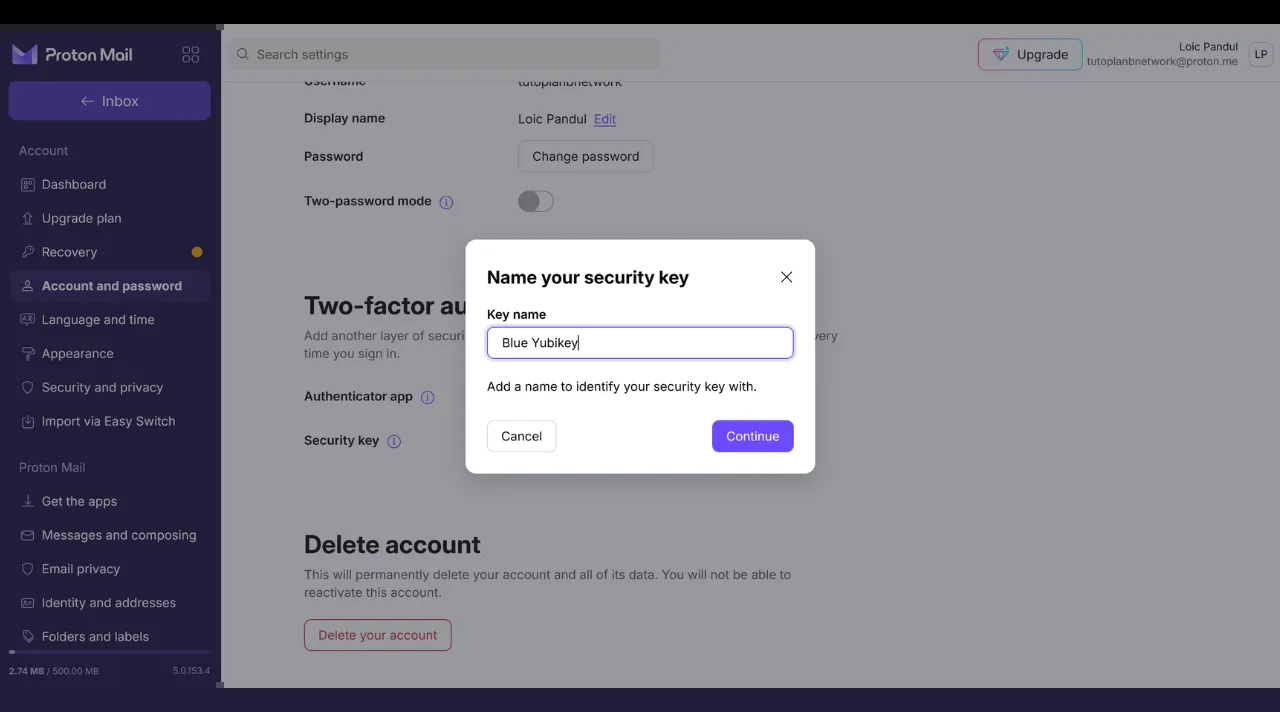 Proton Mail
Inbox
Account
Dashboard
Upgrade plan
Recovery
Account and password
Language and time
Appearance
Security and privacy
Import via Easy Switch
Proton Mail
Get the apps
Messages and composing
Email privacy
Identity and addresses
Folders and labels
2.74 MB / 500.00 MB
5.0.153.4
Search settings
Upgrade
Loic Pandul
tutoplanbnetwork@proton.me
LP
Username
tutoplanbnetwork
Display name
Loic Pandul Edit
Password
Change password
Two-password mode
Two-factor au
Add another layer of securi
very
time you sign in.
Authenticator app
Security key
Name your security key
Key name
Blue Yubikey
Add a name to identify your security key with.
Cancel
Continue
Delete account
This will permanently delete your account and all of its data. You will not be able to
reactivate this account.
Delete your account